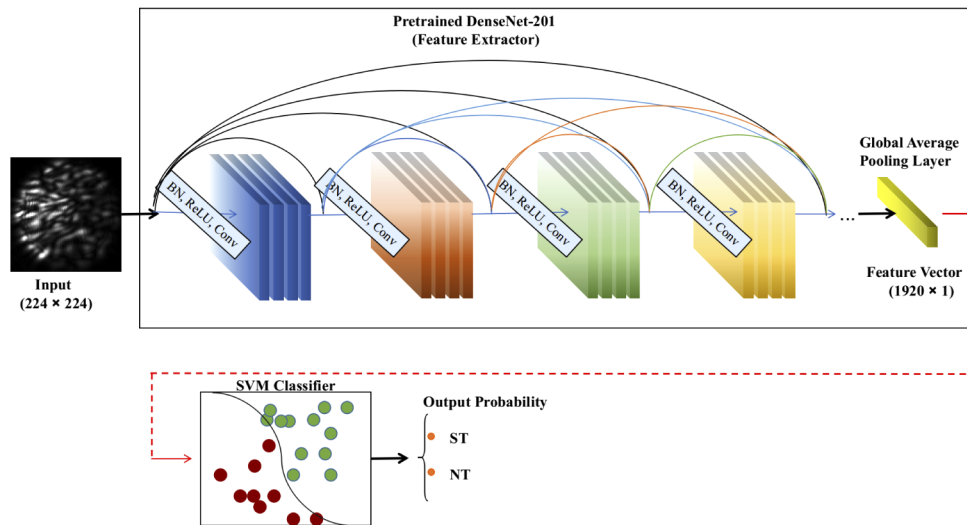 Pretrained DenseNet-201
(Feature Extractor)
BN, ReLU, Conv
BN, ReLU, Conv
BN, ReLU, Conv
BN, ReLU, Conv
...
Global Average
Pooling Layer
Input
(224 × 224)
Feature Vector
(1920 × 1)
SVM Classifier
Output Probability
ST
NT